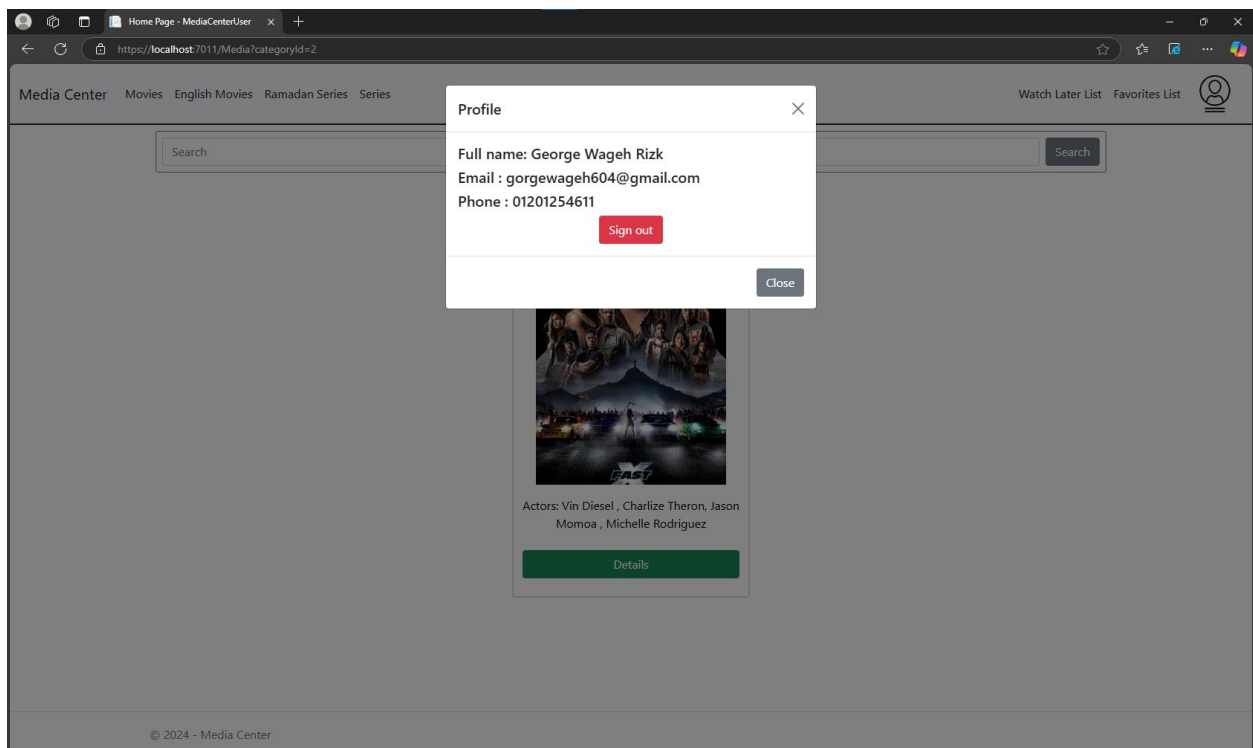 Home Page - MediaCenterUser
https://localhost:7011/Media?categoryId=2
Media Center Movies English Movies Ramadan Series Series Watch Later List Favorites List
Profile
Search Search
Full name: George Wageh Rizk
Email : gorgewageh604@gmail.com
Phone : 01201254611
Sign out
Close
FAST X
Actors: Vin Diesel , Charlize Theron, Jason
Momoa , Michelle Rodriguez
Details
© 2024 - Media Center